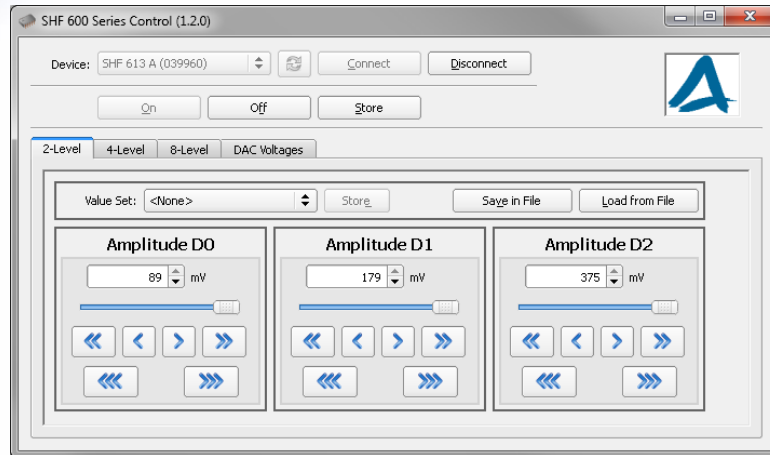 SHF 600 Series Control (1.2.0)
Device: SHF 613 A (039960) Connect Disconnect
On Off Store
2-Level 4-Level 8-Level DAC Voltages
Value Set: <None> Store Save in File Load from File
Amplitude D0 Amplitude D1 Amplitude D2
89 mV 179 mV 375 mV